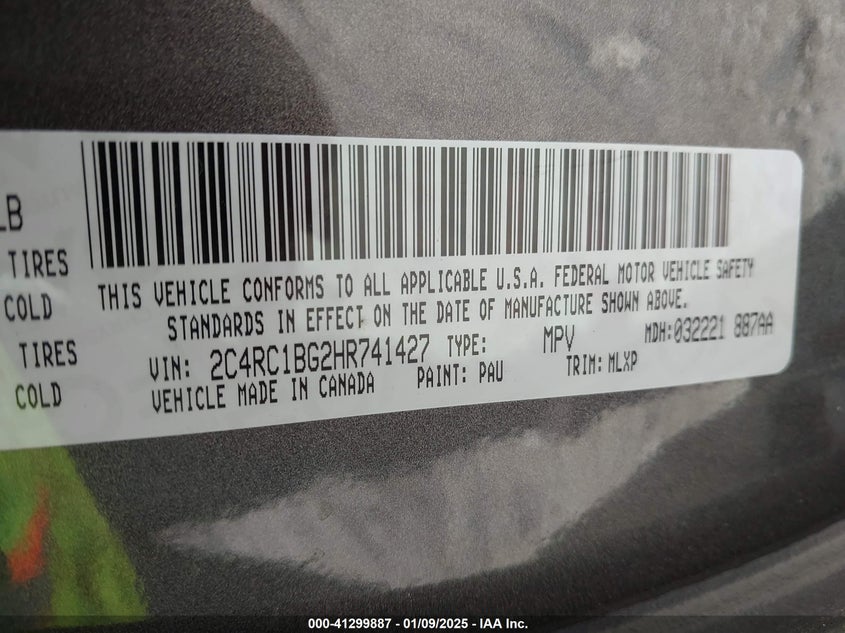 LB
TIRES
COLD
TIRES
COLD
THIS VEHICLE CONFORMS TO ALL APPLICABLE U.S.A. FEDERAL MOTOR VEHICLE SAFETY
STANDARDS IN EFFECT ON THE DATE OF MANUFACTURE SHOWN ABOVE.
VIN: 2C4RC1BG2HR741427 TYPE: MPV MDH:032221 887AA
VEHICLE MADE IN CANADA PAINT: PAU TRIM: MLXP
000-41299887 — 01/09/2025 — IAA Inc.